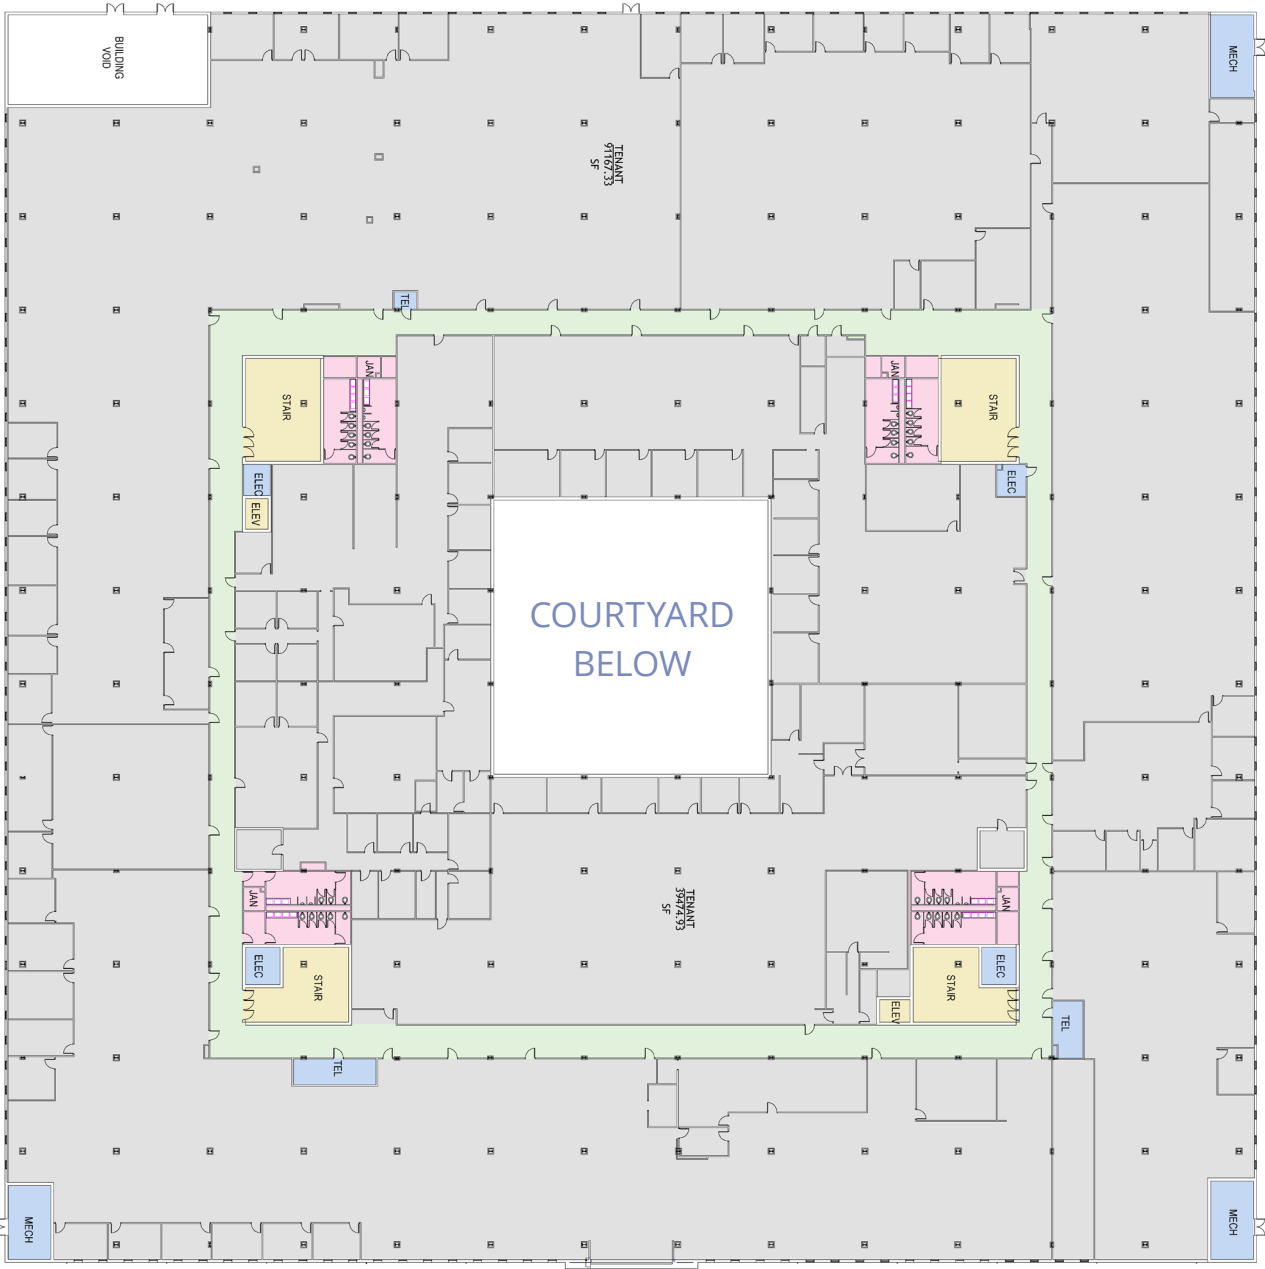 BUILDING
VOID
MECH
TENANT
91167.33
SF
TEL
STAIR
JAN
JAN
STAIR
ELEC
ELEV
ELEC
COURTYARD
BELOW
JAN
TENANT
39474.93
SF
JAN
ELEC
STAIR
STAIR
ELEC
ELEV
TEL
TEL
MECH
MECH